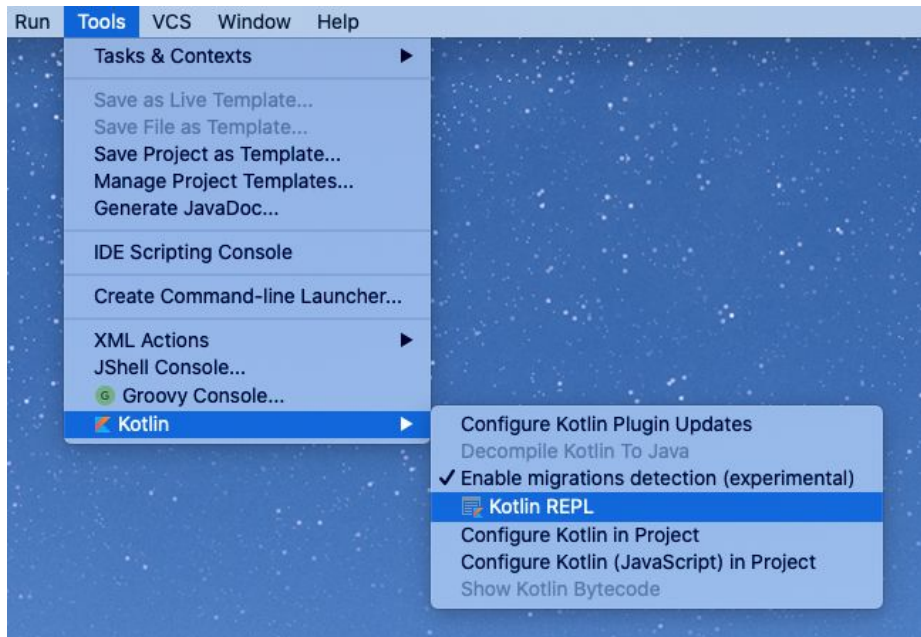 Run Tools VCS Window Help
Tasks & Contexts
Save as Live Template...
Save File as Template...
Save Project as Template...
Manage Project Templates...
Generate JavaDoc...
IDE Scripting Console
Create Command-line Launcher...
XML Actions
JShell Console...
G Groovy Console...
Kotlin
Configure Kotlin Plugin Updates
Decompile Kotlin To Java
Enable migrations detection (experimental)
Kotlin REPL
Configure Kotlin in Project
Configure Kotlin (JavaScript) in Project
Show Kotlin Bytecode